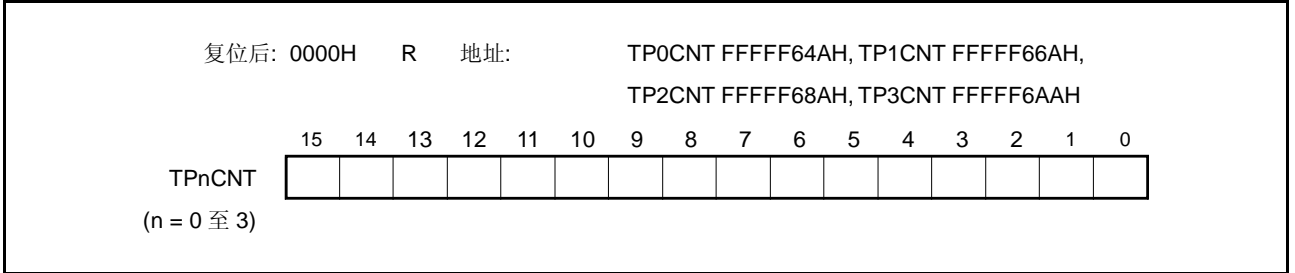 复位后: 0000H R 地址: TP0CNT FFFFF64AH, TP1CNT FFFFF66AH,
TP2CNT FFFFF68AH, TP3CNT FFFFF6AAH
15 14 13 12 11 10 9 8 7 6 5 4 3 2 1 0
TPnCNT
(n = 0 至 3)